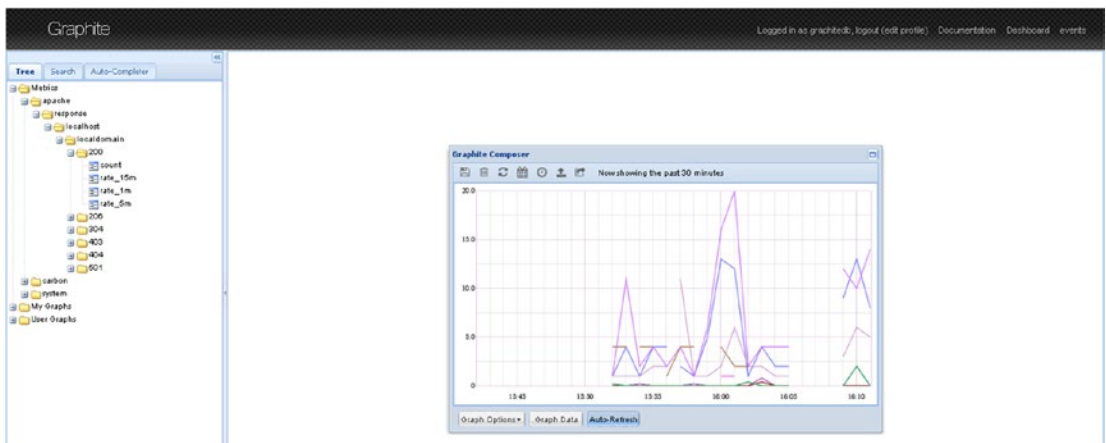 Graphite
Logged in as graphitedb, logout (edit profile) Documentation Dashboard events
Tree Search Auto-Completer
Metrics
apache
response
localhost
localdomain
200
count
rate_15m
rate_1m
rate_5m
206
304
403
404
501
carbon
system
My Graphs
User Graphs
Graphite Composer
Now showing the past 30 minutes
20.0
15.0
10.0
5.0
0
15:45 15:50 15:55 16:00 16:05 16:10
Graph Options Graph Data Auto-Refresh